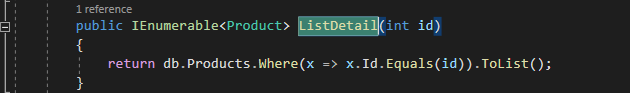 1 reference
public IEnumerable<Product> ListDetail(int id)
{
return db.Products.Where(x => x.Id.Equals(id)).ToList();
}